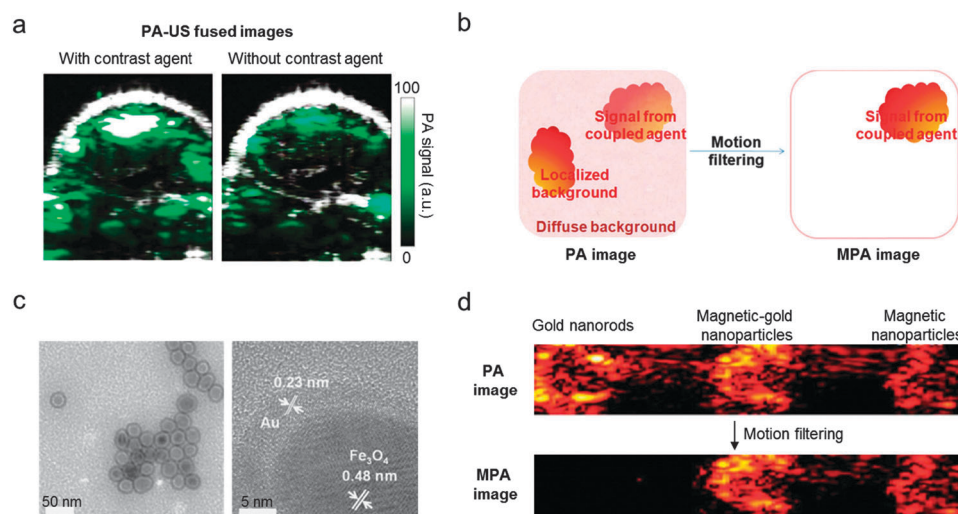 a
PA-US fused images
With contrast agent
Without contrast agent
100
PA signal (a.u.)
0
b
Signal from
coupled agent
Localized
background
Diffuse background
PA image
Motion
filtering
Signal from
coupled agent
MPA image
c
50 nm
0.23 nm
Au
Fe₃O₄
0.48 nm
5 nm
d
Gold nanorods
Magnetic-gold
nanoparticles
Magnetic
nanoparticles
PA
image
Motion filtering
MPA
image